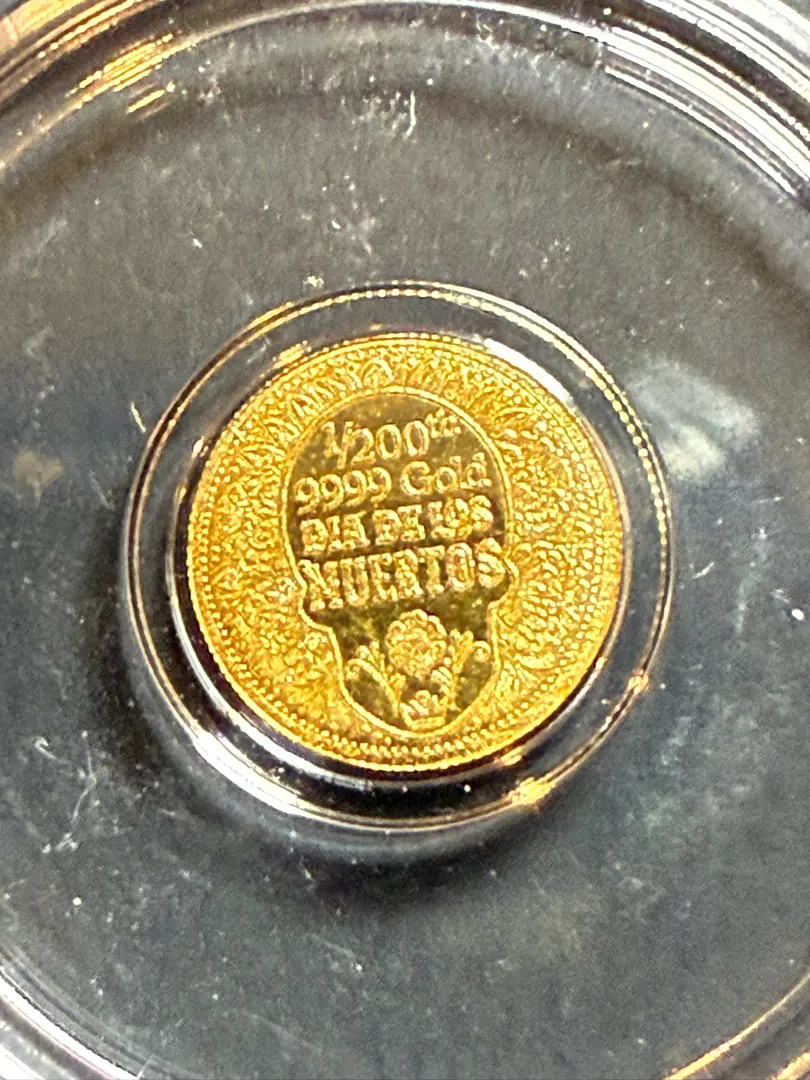 1/200th
9999 Gold
DIA DE LOS
MUERTOS